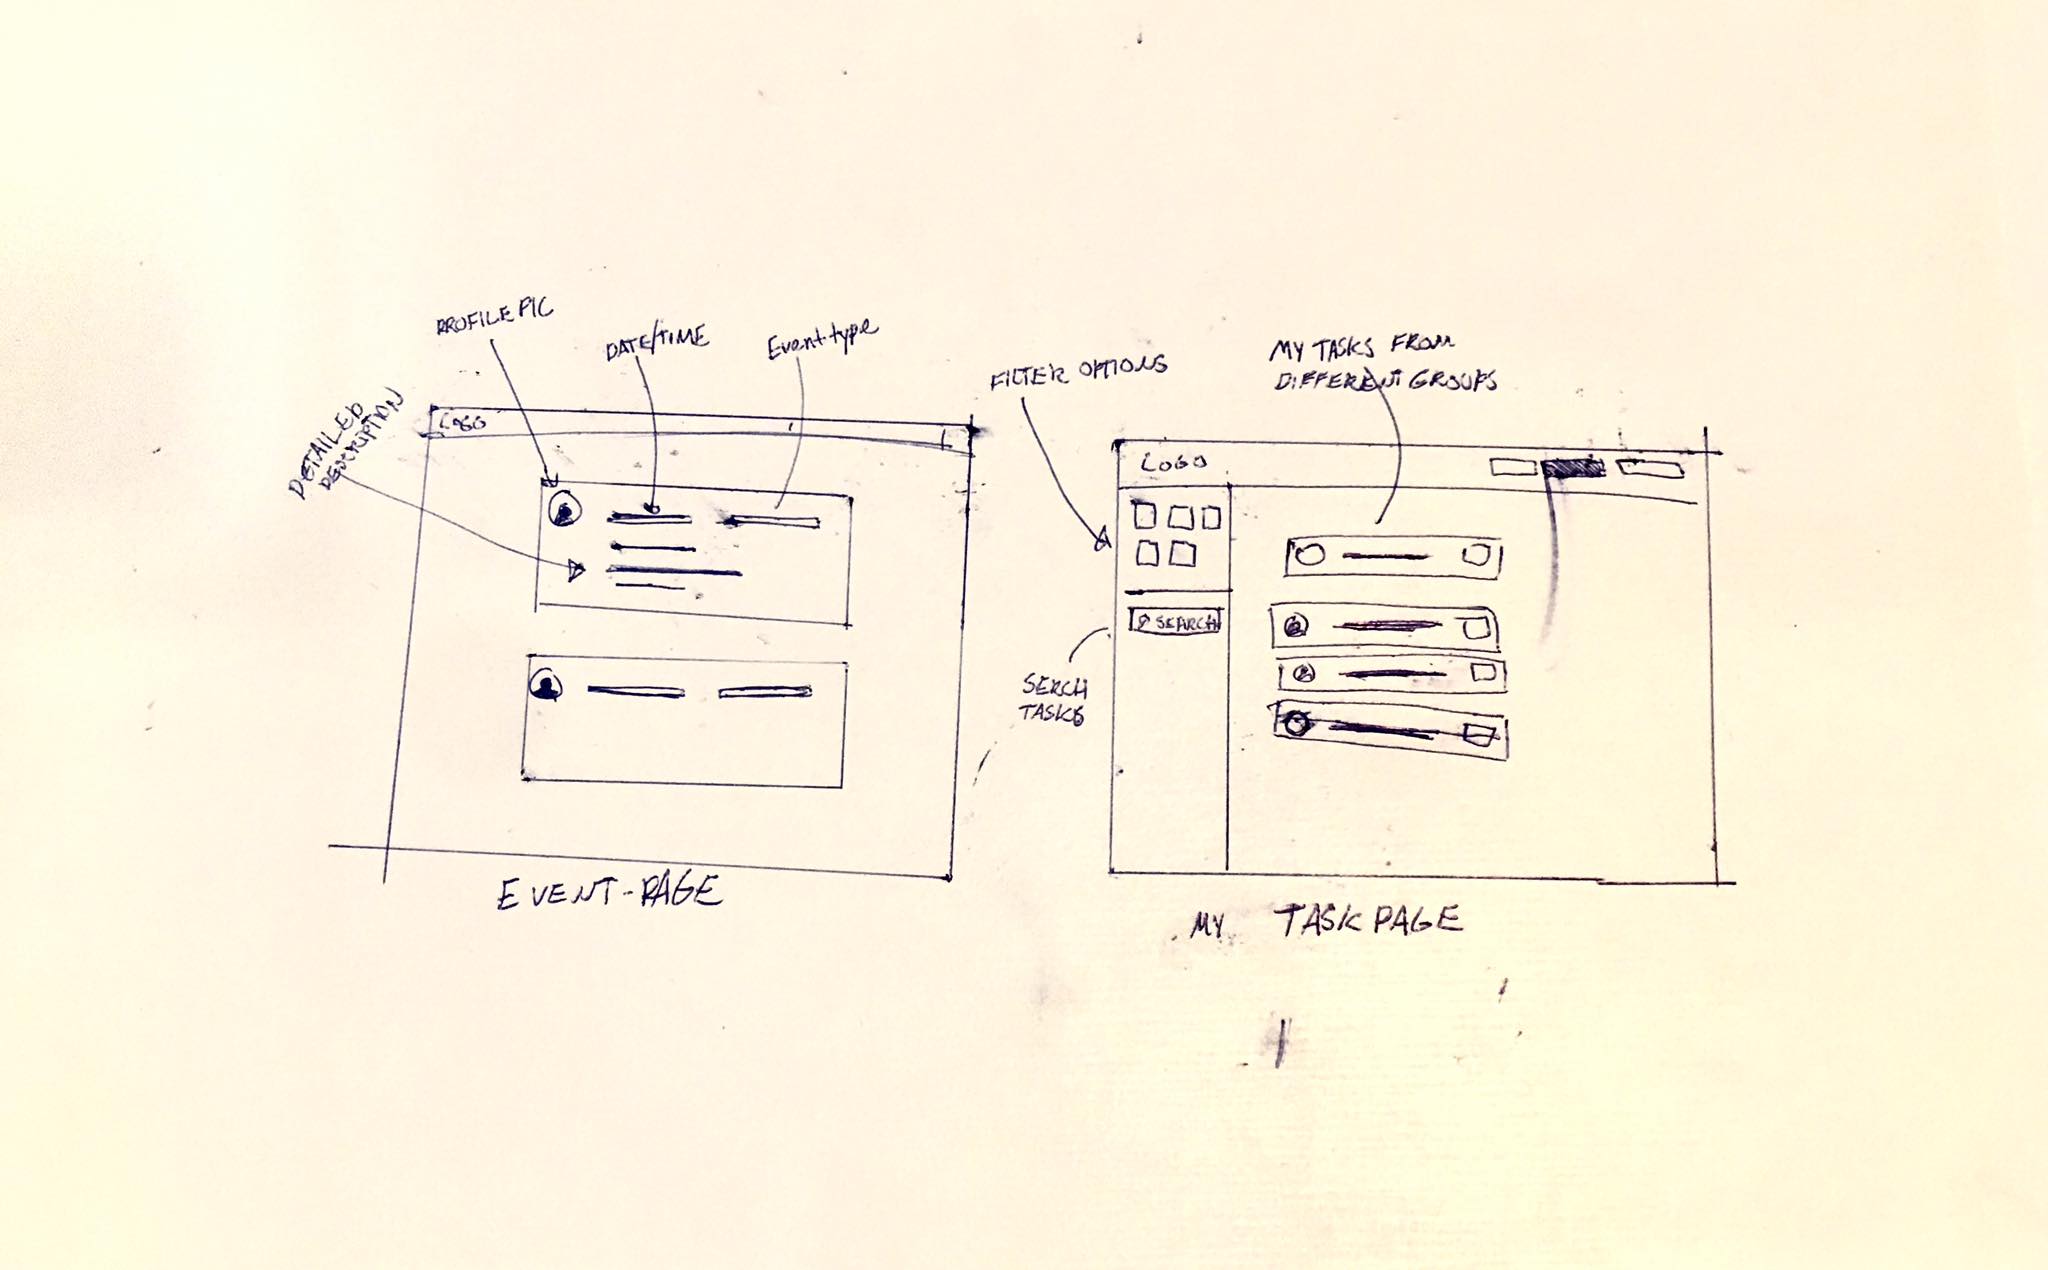 PROFILE PIC
DATE/TIME
Event type
DETAILED
DESCRIPTION
LOGO
EVENT-PAGE
FILTER OPTIONS
MY TASKS FROM
DIFFERENT GROUPS
LOGO
SEARCH
SERCH
TASKS
MY TASK PAGE